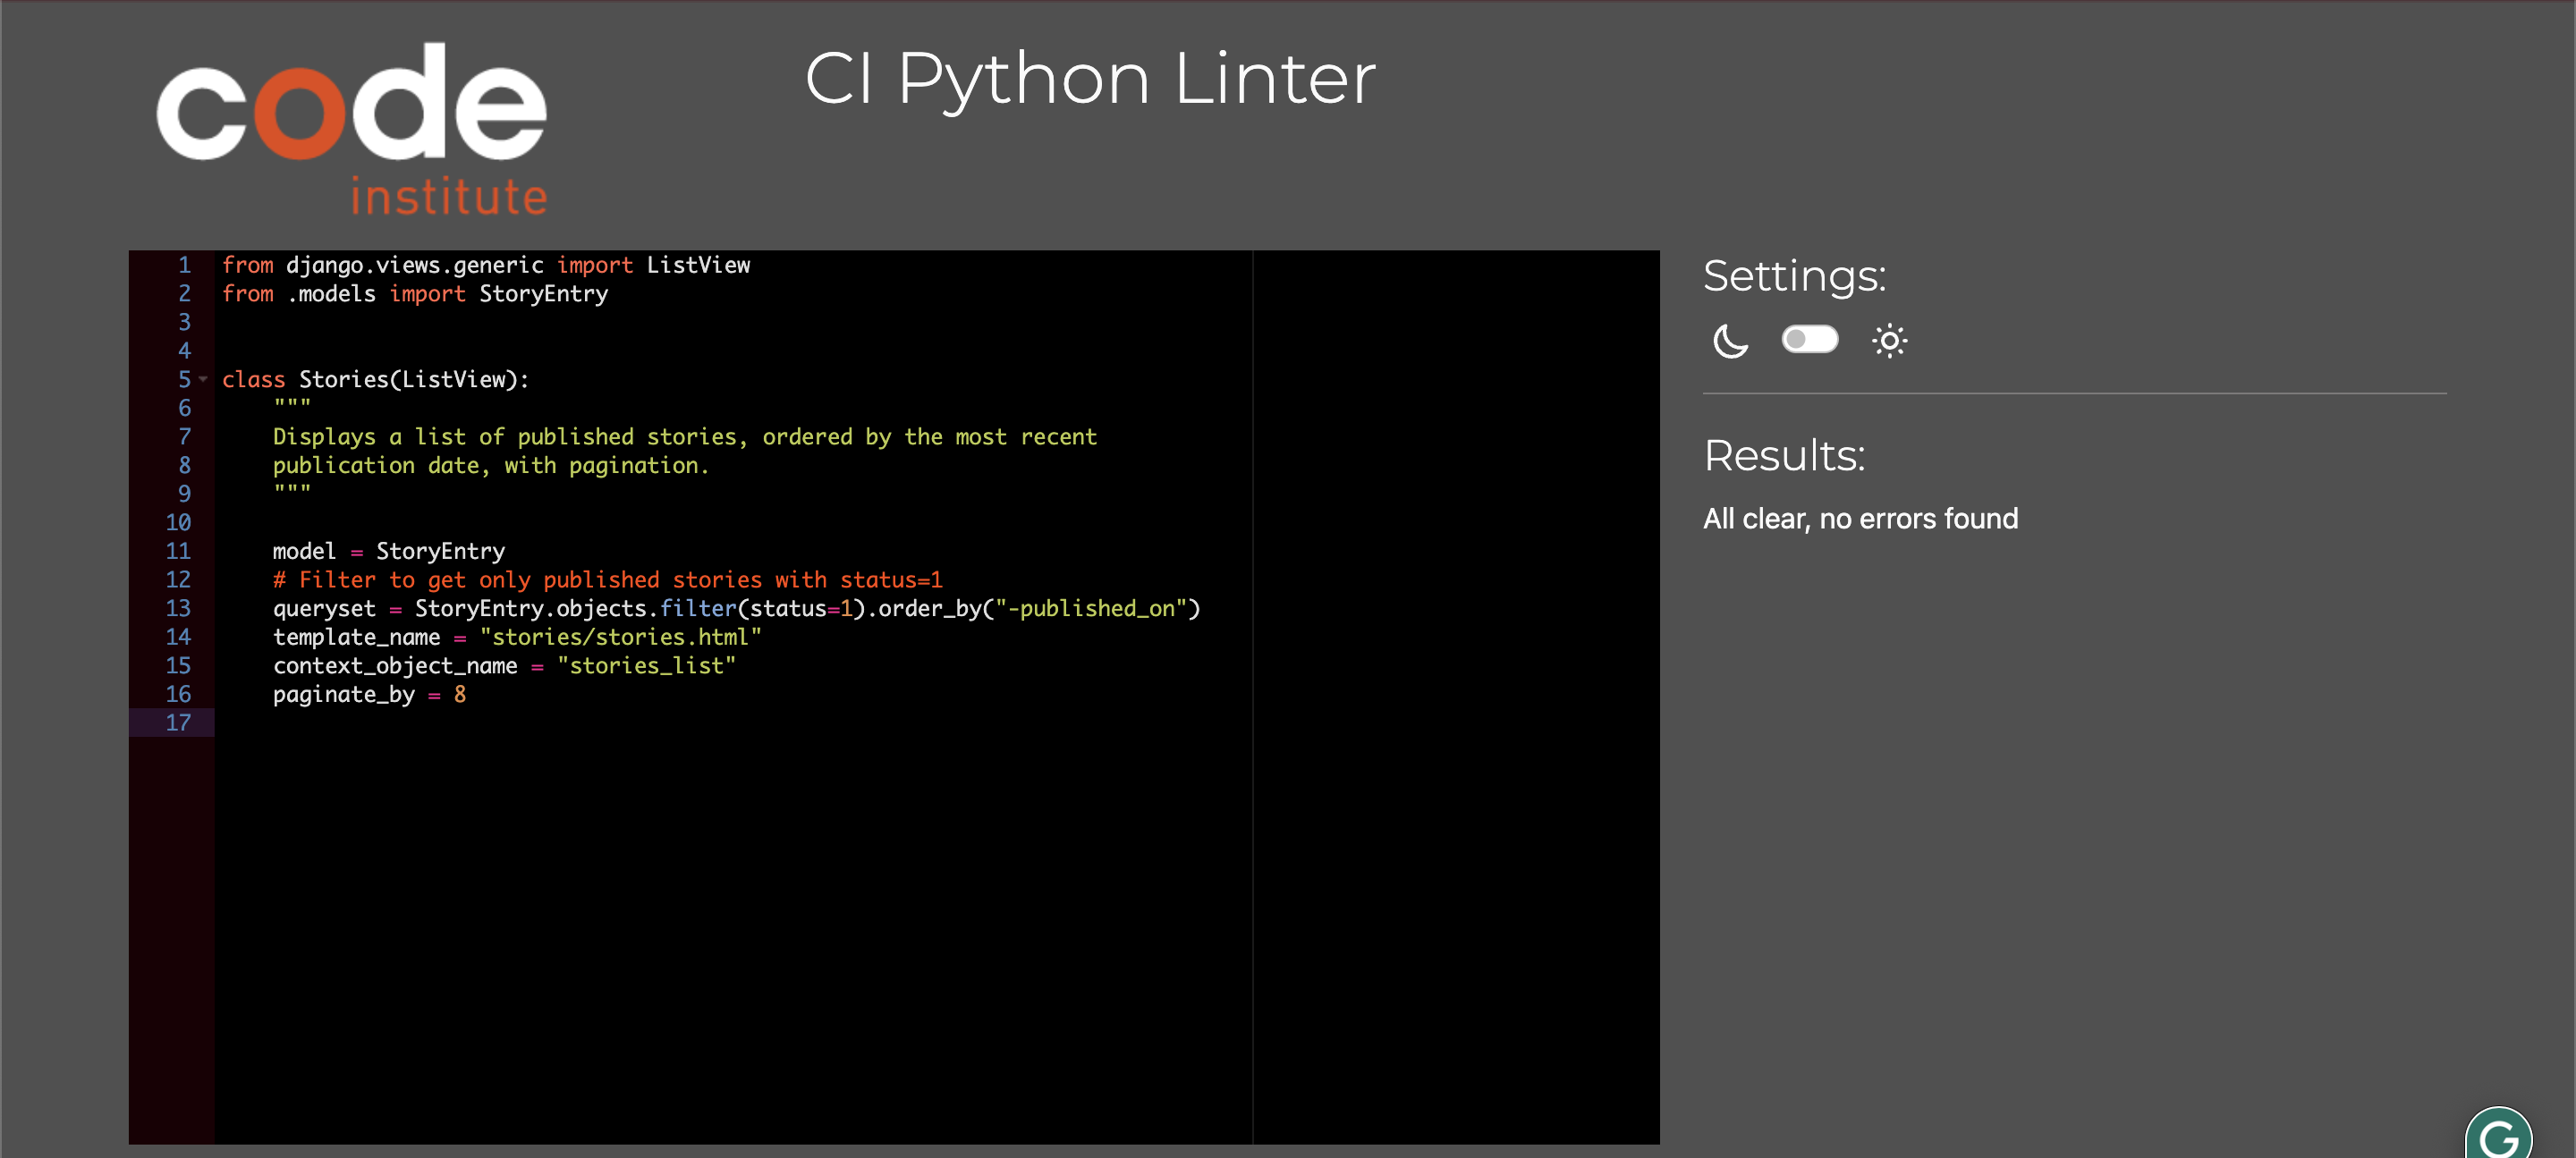 code
institute
CI Python Linter
1 from django.views.generic import ListView
2 from .models import StoryEntry
3
4
5 class Stories(ListView):
6     """
7     Displays a list of published stories, ordered by the most recent
8     publication date, with pagination.
9     """
10
11     model = StoryEntry
12     # Filter to get only published stories with status=1
13     queryset = StoryEntry.objects.filter(status=1).order_by("-published_on")
14     template_name = "stories/stories.html"
15     context_object_name = "stories_list"
16     paginate_by = 8
17
Settings:
Results:
All clear, no errors found
G